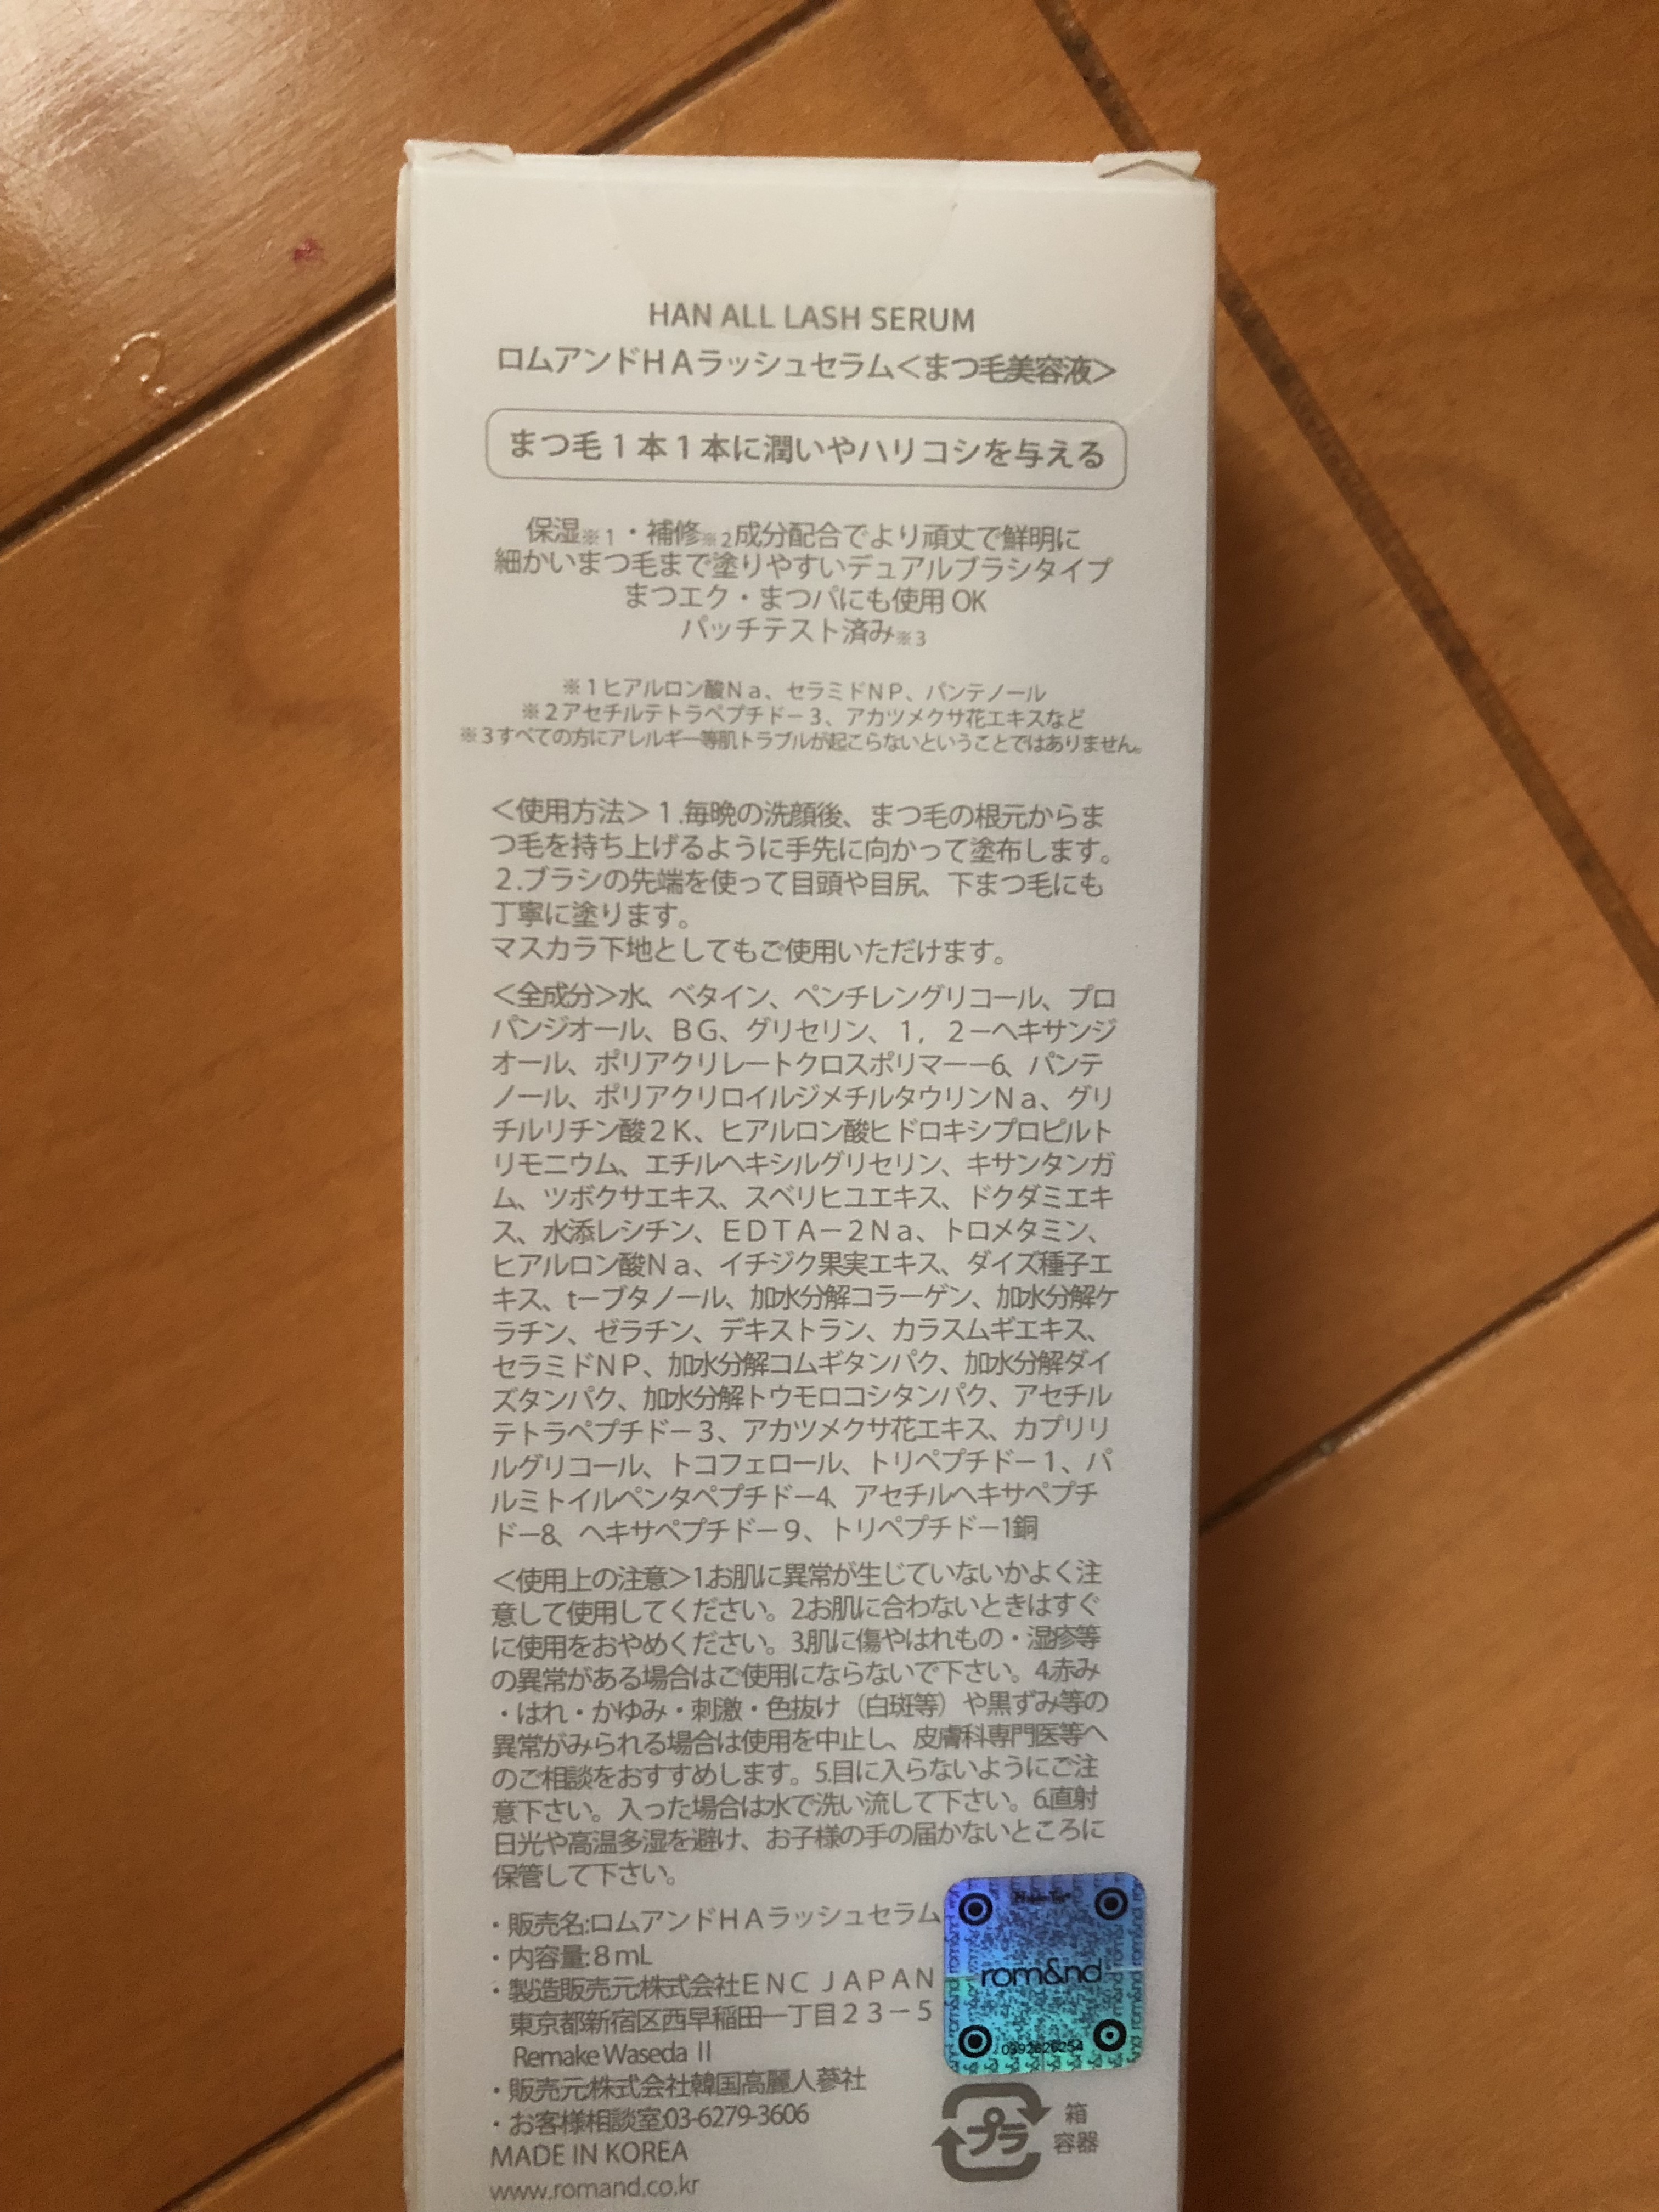 HAN ALL LASH SERUM
ロムアンドHAラッシュセラム＜まつ毛美容液＞
まつ毛1本1本に潤いやハリコシを与える
保湿※1・補修※2成分配合でより頑丈で鮮明に
細かいまつ毛まで塗りやすいデュアルブラシタイプ
まつエク・まつパにも使用 OK
パッチテスト済み※3
※1ヒアルロン酸Na、セラミドNP、パンテノール
※2アセチルテトラペプチドー3、アカツメクサ花エキスなど
※3すべての方にアレルギー等肌トラブルが起こらないということではありません。
＜使用方法＞1.毎晩の洗顔後、まつ毛の根元からま
つ毛を持ち上げるように手先に向かって塗布します。
2.ブラシの先端を使って目頭や目尻、下まつ毛にも
丁寧に塗ります。
マスカラ下地としてもご使用いただけます。
＜全成分＞水、ベタイン、ペンチレングリコール、プロ
パンジオール、BG、グリセリン、1，2ーヘキサンジ
オール、ポリアクリレートクロスポリマーー6、パンテ
ノール、ポリアクリロイルジメチルタウリンNa、グリ
チルリチン酸2K、ヒアルロン酸ヒドロキシプロピルト
リモニウム、エチルヘキシルグリセリン、キサンタンガ
ム、ツボクサエキス、スベリヒユエキス、ドクダミエキ
ス、水添レシチン、EDTAー2Na、トロメタミン、
ヒアルロン酸Na、イチジク果実エキス、ダイズ種子エ
キス、tーブタノール、加水分解コラーゲン、加水分解ケ
ラチン、ゼラチン、デキストラン、カラスムギエキス、
セラミドNP、加水分解コムギタンパク、加水分解ダイ
ズタンパク、加水分解トウモロコシタンパク、アセチル
テトラペプチドー3、アカツメクサ花エキス、カプリリ
ルグリコール、トコフェロール、トリペプチドー1、パ
ルミトイルペンタペプチドー4、アセチルヘキサペプチ
ドー8、ヘキサペプチドー9、トリペプチドー1銅
＜使用上の注意＞1.お肌に異常が生じていないかよく注
意して使用してください。2.お肌に合わないときはすぐ
に使用をおやめください。3.肌に傷やはれもの・湿疹等
の異常がある場合はご使用にならないで下さい。4.赤み
・はれ・かゆみ・刺激・色抜け（白斑等）や黒ずみ等の
異常がみられる場合は使用を中止し、皮膚科専門医等へ
のご相談をおすすめします。5.目に入らないようにご注
意下さい。入った場合は水で洗い流して下さい。6.直射
日光や高温多湿を避け、お子様の手の届かないところに
保管して下さい。
・販売名:ロムアンドHAラッシュセラム
・内容量:8mL
・製造販売元:株式会社ENC JAPAN
東京都新宿区西早稲田一丁目23－5
Remake Waseda II
・販売元:株式会社韓国高麗人蔘社
・お客様相談室:03-6279-3606
MADE IN KOREA
www.romand.co.kr
rom&nd
0392626254
プラ
箱
容器